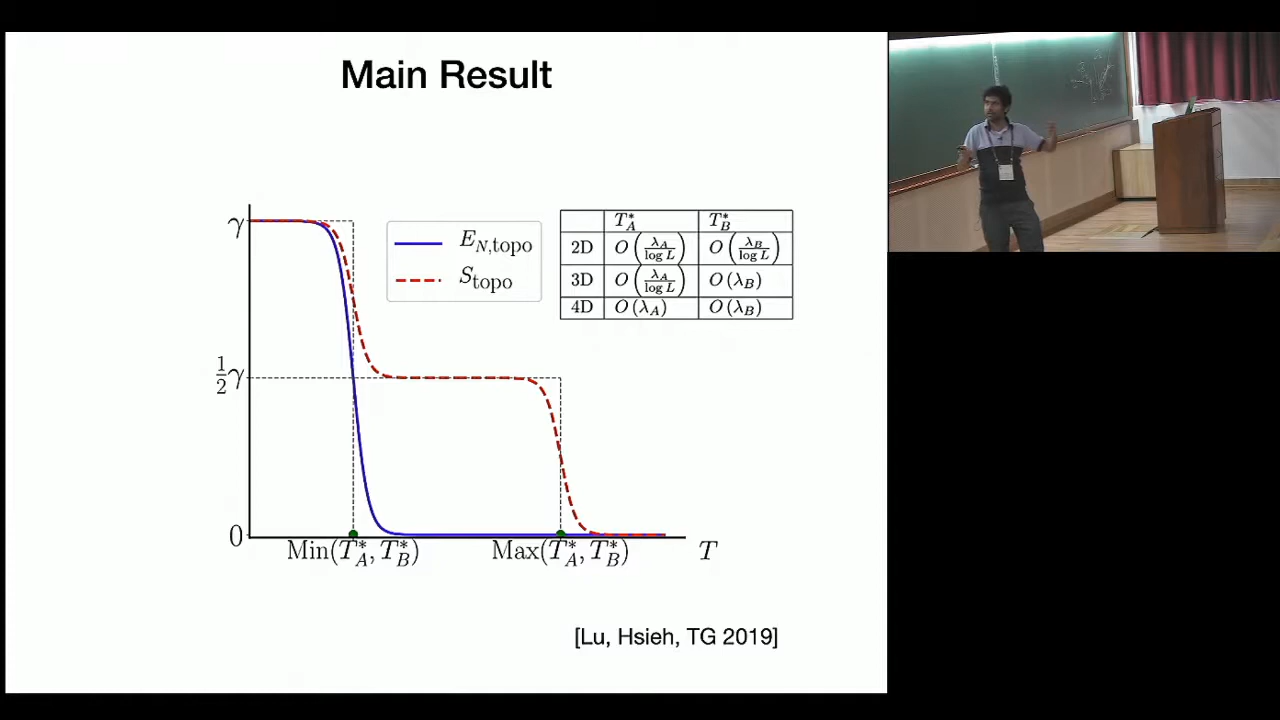 Main Result
γ
½γ
0
E_{N,topo}
S_{topo}
T*_A T*_B
2D O(λ_A/log L) O(λ_B/log L)
3D O(λ_A/log L) O(λ_B)
4D O(λ_A) O(λ_B)
Min(T*_A, T*_B) Max(T*_A, T*_B) T
[Lu, Hsieh, TG 2019]